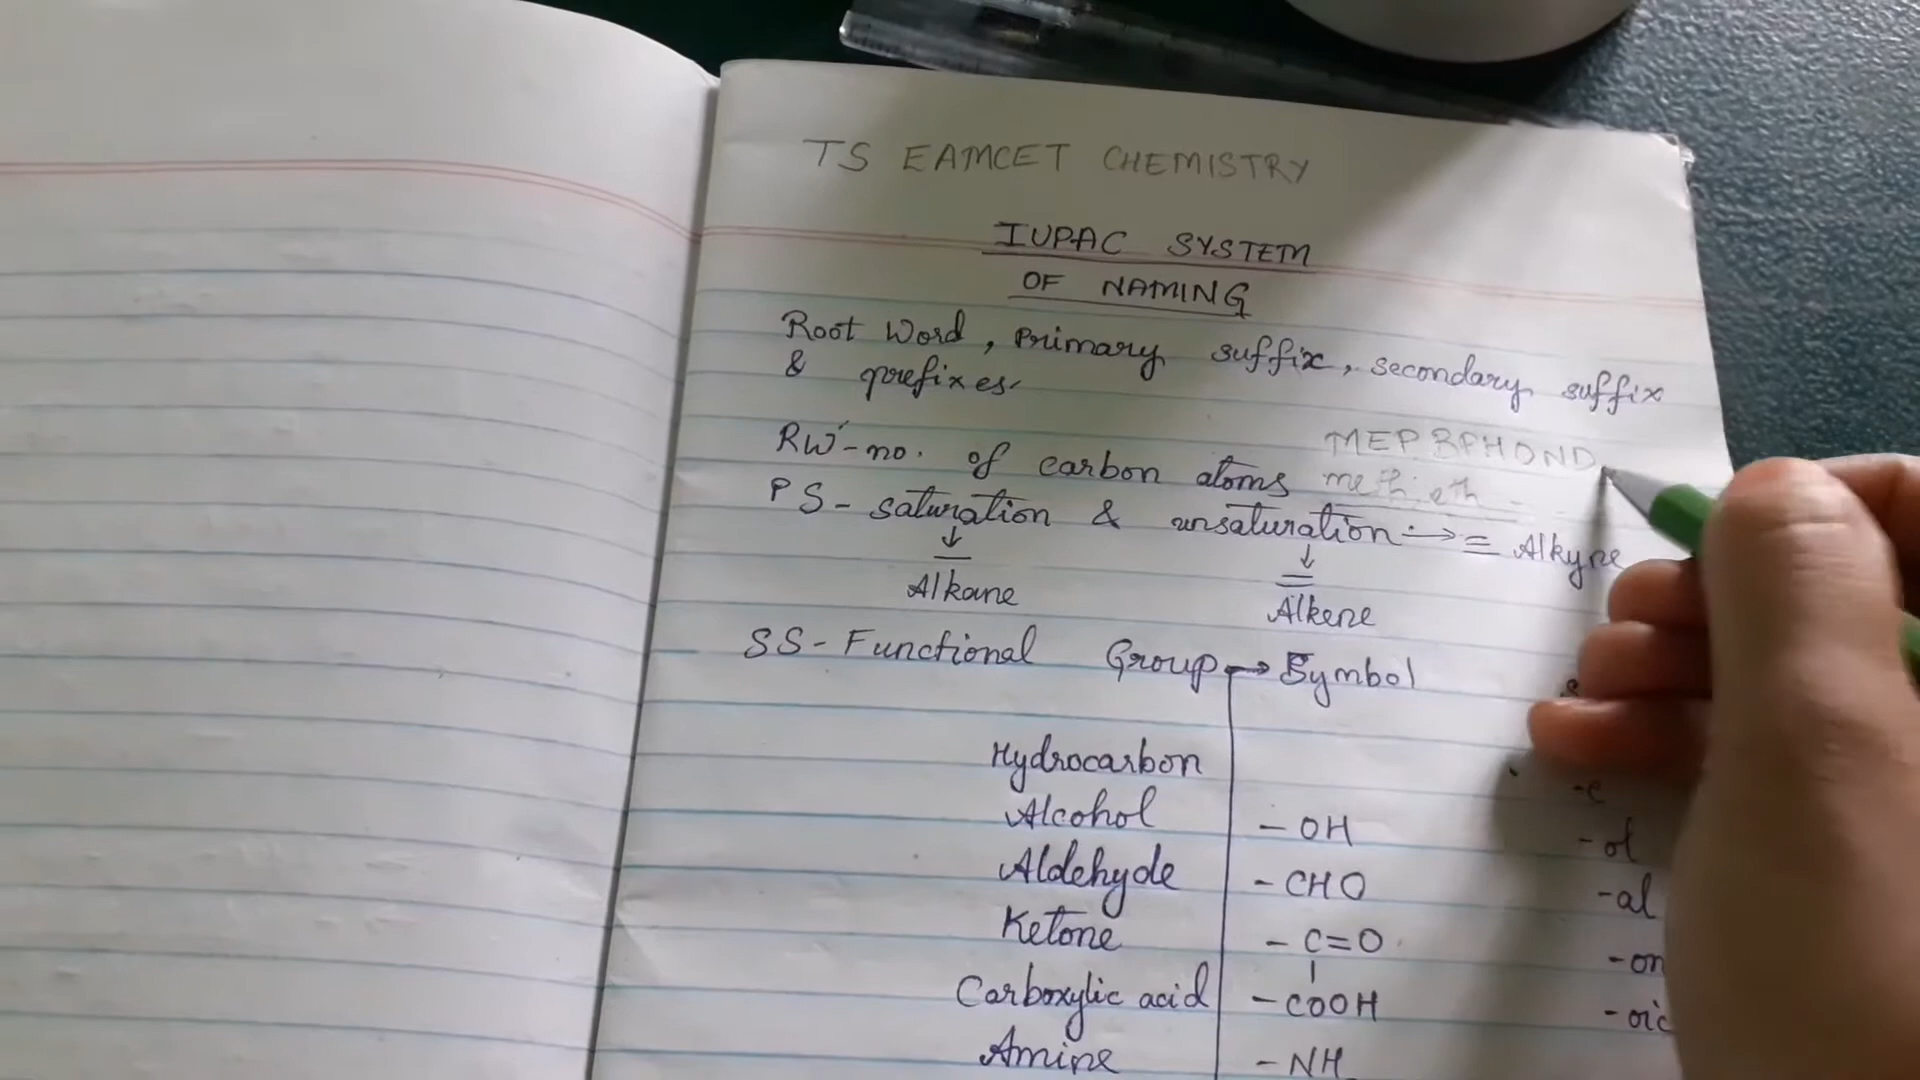 TS EAMCET CHEMISTRY
IUPAC SYSTEM
OF NAMING
Root Word, Primary suffix, secondary suffix
& prefixes.
MEPBPHOND
RW - no. of carbon atoms meth, eth -
PS - saturation & unsaturation → ≡ Alkyne
↓ ↓
— =
Alkane Alkene
SS - Functional Group → Symbol
Hydrocarbon -e
Alcohol - OH -ol
Aldehyde - CHO -al
Ketone - C=O -on
Carboxylic acid - COOH -oic
Amine - NH